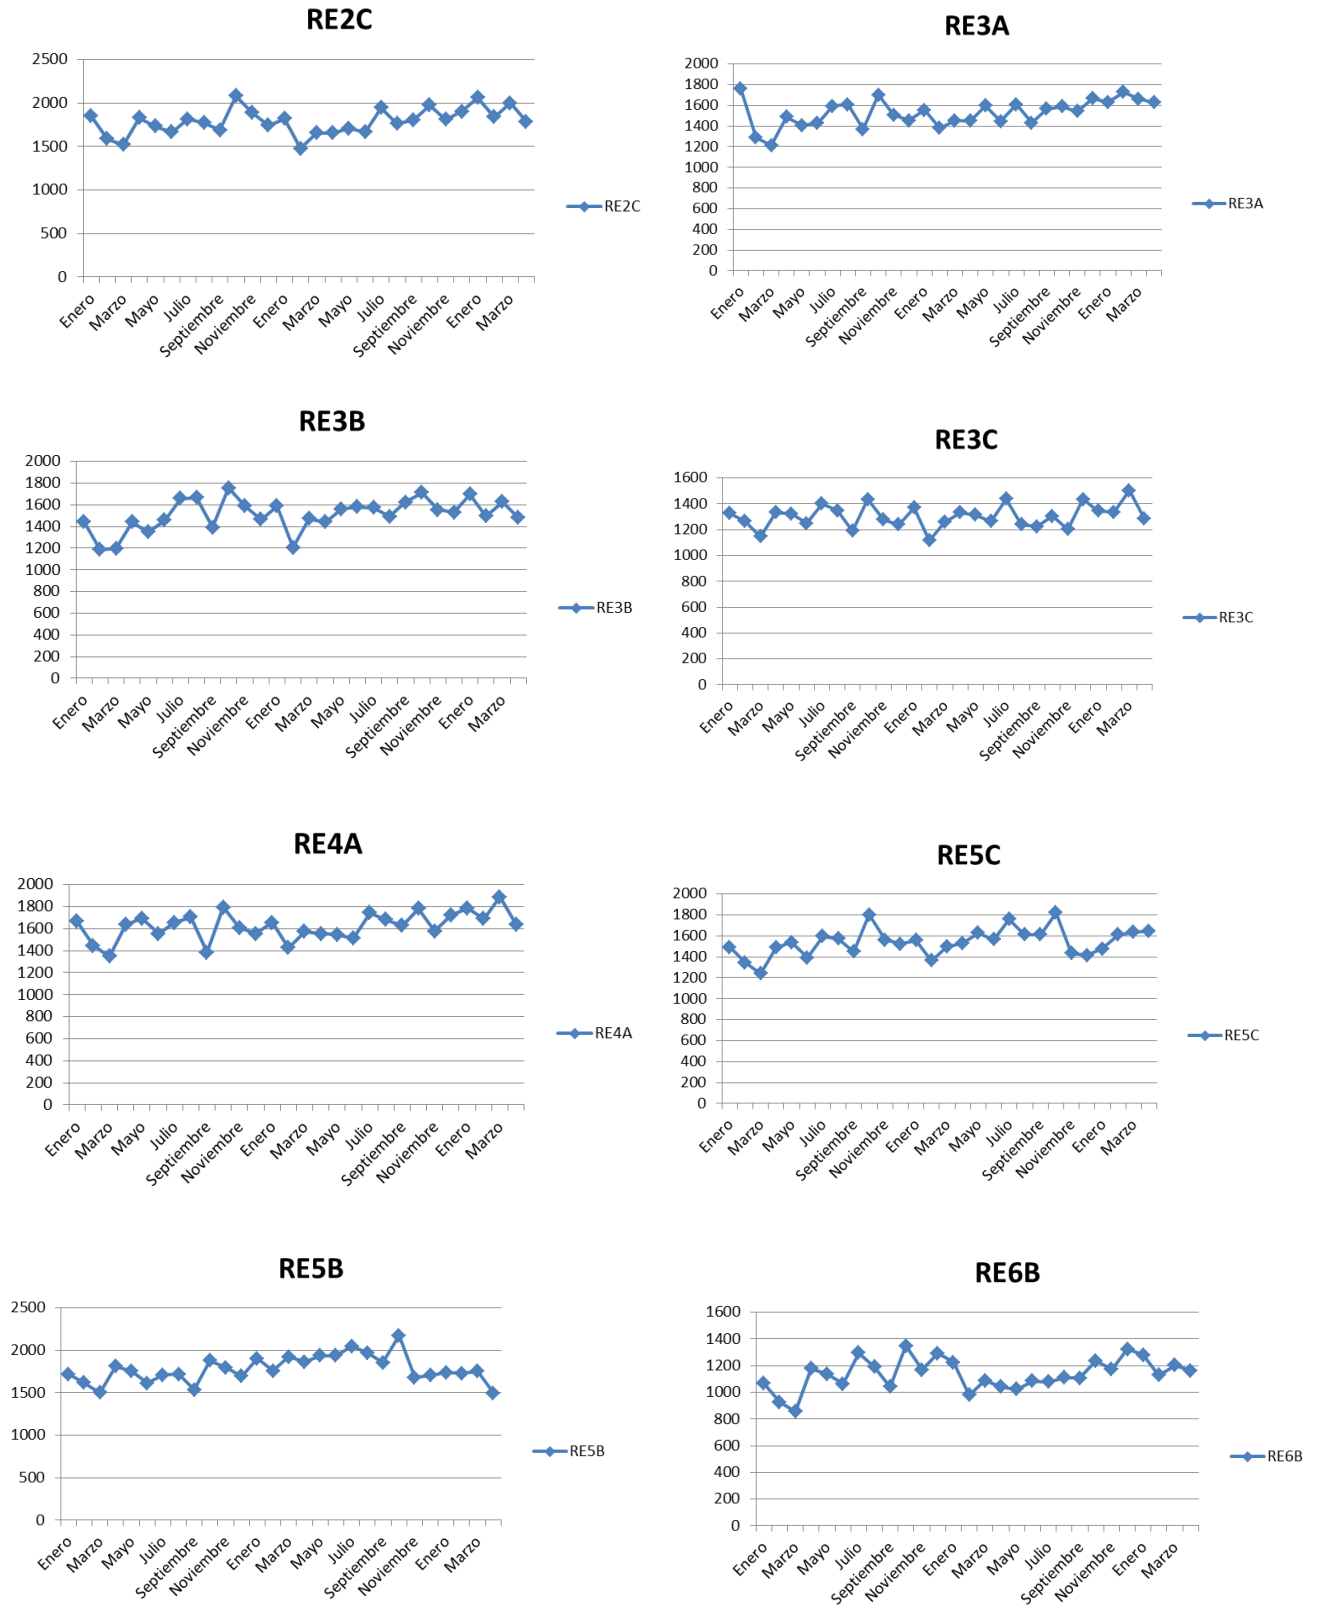 RE2C
2500
2000
1500
1000
500
0
Enero
Marzo
Mayo
Julio
Septiembre
Noviembre
Enero
Marzo
Mayo
Julio
Septiembre
Noviembre
Enero
Marzo
RE2C
RE3A
2000
1800
1600
1400
1200
1000
800
600
400
200
0
Enero
Marzo
Mayo
Julio
Septiembre
Noviembre
Enero
Marzo
Mayo
Julio
Septiembre
Noviembre
Enero
Marzo
RE3A
RE3B
2000
1800
1600
1400
1200
1000
800
600
400
200
0
Enero
Marzo
Mayo
Julio
Septiembre
Noviembre
Enero
Marzo
Mayo
Julio
Septiembre
Noviembre
Enero
Marzo
RE3B
RE3C
1600
1400
1200
1000
800
600
400
200
0
Enero
Marzo
Mayo
Julio
Septiembre
Noviembre
Enero
Marzo
Mayo
Julio
Septiembre
Noviembre
Enero
Marzo
RE3C
RE4A
2000
1800
1600
1400
1200
1000
800
600
400
200
0
Enero
Marzo
Mayo
Julio
Septiembre
Noviembre
Enero
Marzo
Mayo
Julio
Septiembre
Noviembre
Enero
Marzo
RE4A
RE5C
2000
1800
1600
1400
1200
1000
800
600
400
200
0
Enero
Marzo
Mayo
Julio
Septiembre
Noviembre
Enero
Marzo
Mayo
Julio
Septiembre
Noviembre
Enero
Marzo
RE5C
RE5B
2500
2000
1500
1000
500
0
Enero
Marzo
Mayo
Julio
Septiembre
Noviembre
Enero
Marzo
Mayo
Julio
Septiembre
Noviembre
Enero
Marzo
RE5B
RE6B
1600
1400
1200
1000
800
600
400
200
0
Enero
Marzo
Mayo
Julio
Septiembre
Noviembre
Enero
Marzo
Mayo
Julio
Septiembre
Noviembre
Enero
Marzo
RE6B